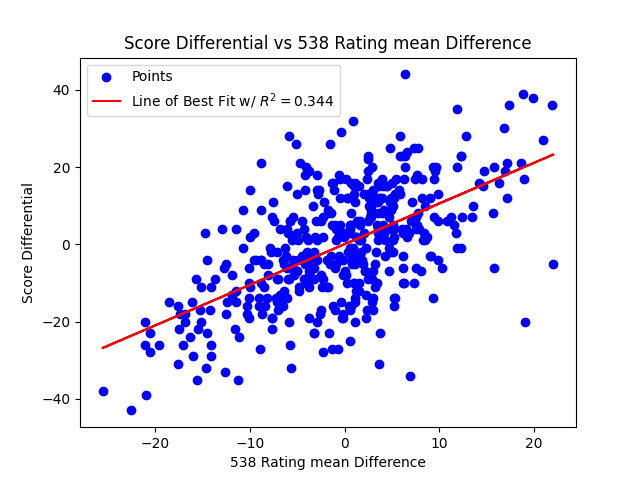 Score Differential vs 538 Rating mean Difference
Points
Line of Best Fit w/ R² = 0.344
Score Differential
40
20
0
−20
−40
−20
−10
0
10
20
538 Rating mean Difference